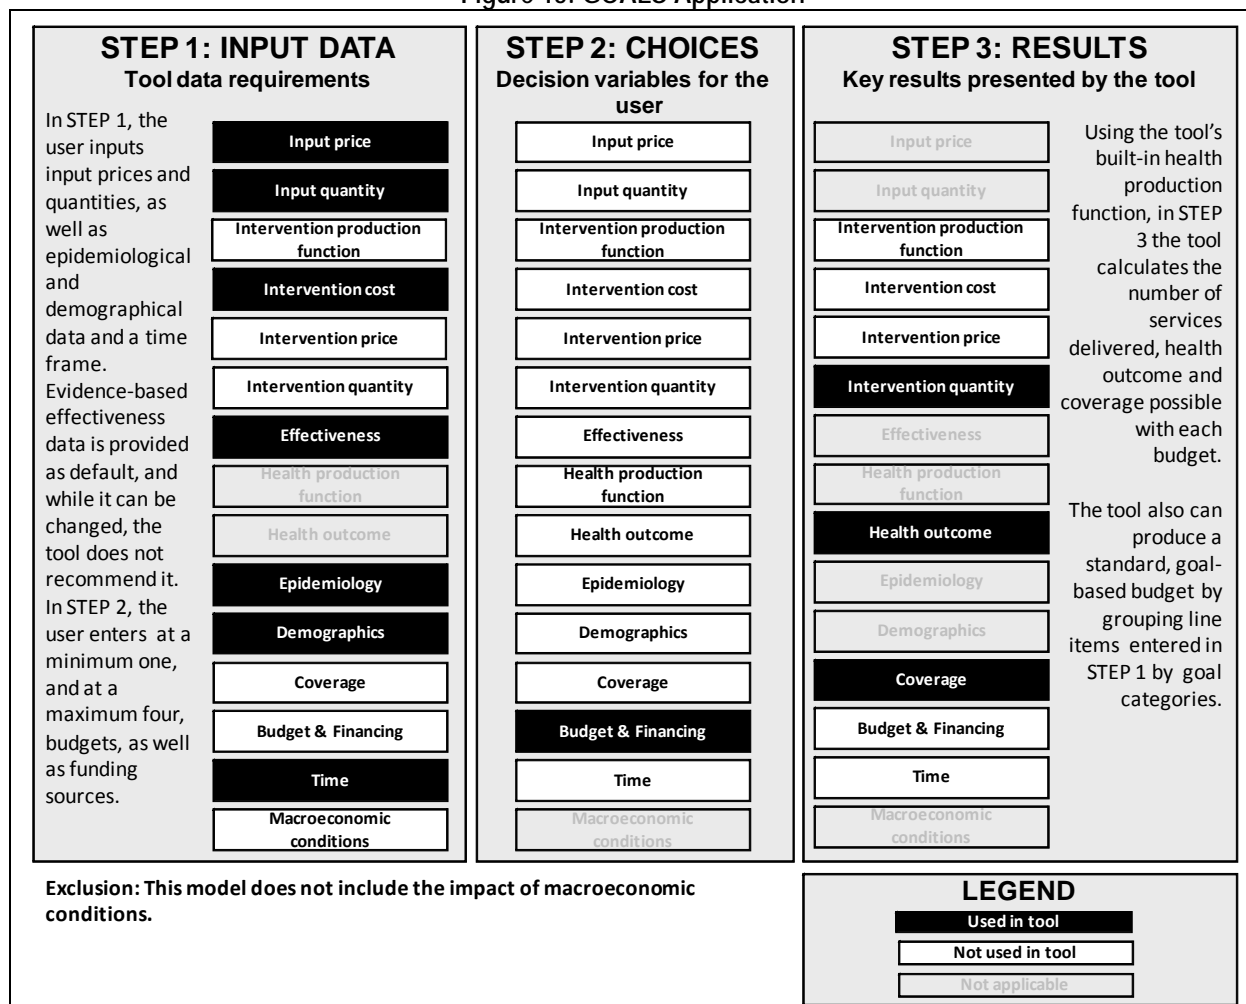 Figure 15: GOALS Application
STEP 1: INPUT DATA
Tool data requirements
In STEP 1, the
user inputs
input prices and
quantities, as
well as
epidemiological
and
demographical
data and a time
frame.
Evidence-based
effectiveness
data is provided
as default, and
while it can be
changed, the
tool does not
recommend it.
In STEP 2, the
user enters at a
minimum one,
and at a
maximum four,
budgets, as well
as funding
sources.
Input price
Input quantity
Intervention production
function
Intervention cost
Intervention price
Intervention quantity
Effectiveness
Health production
function
Health outcome
Epidemiology
Demographics
Coverage
Budget & Financing
Time
Macroeconomic
conditions
STEP 2: CHOICES
Decision variables for the
user
Input price
Input quantity
Intervention production
function
Intervention cost
Intervention price
Intervention quantity
Effectiveness
Health production
function
Health outcome
Epidemiology
Demographics
Coverage
Budget & Financing
Time
Macroeconomic
conditions
STEP 3: RESULTS
Key results presented by the tool
Input price
Input quantity
Intervention production
function
Intervention cost
Intervention price
Intervention quantity
Effectiveness
Health production
function
Health outcome
Epidemiology
Demographics
Coverage
Budget & Financing
Time
Macroeconomic
conditions
Using the tool's
built-in health
production
function, in STEP
3 the tool
calculates the
number of
services
delivered, health
outcome and
coverage possible
with each
budget.
The tool also can
produce a
standard, goal-
based budget by
grouping line
items entered in
STEP 1 by goal
categories.
Exclusion: This model does not include the impact of macroeconomic
conditions.
LEGEND
Used in tool
Not used in tool
Not applicable